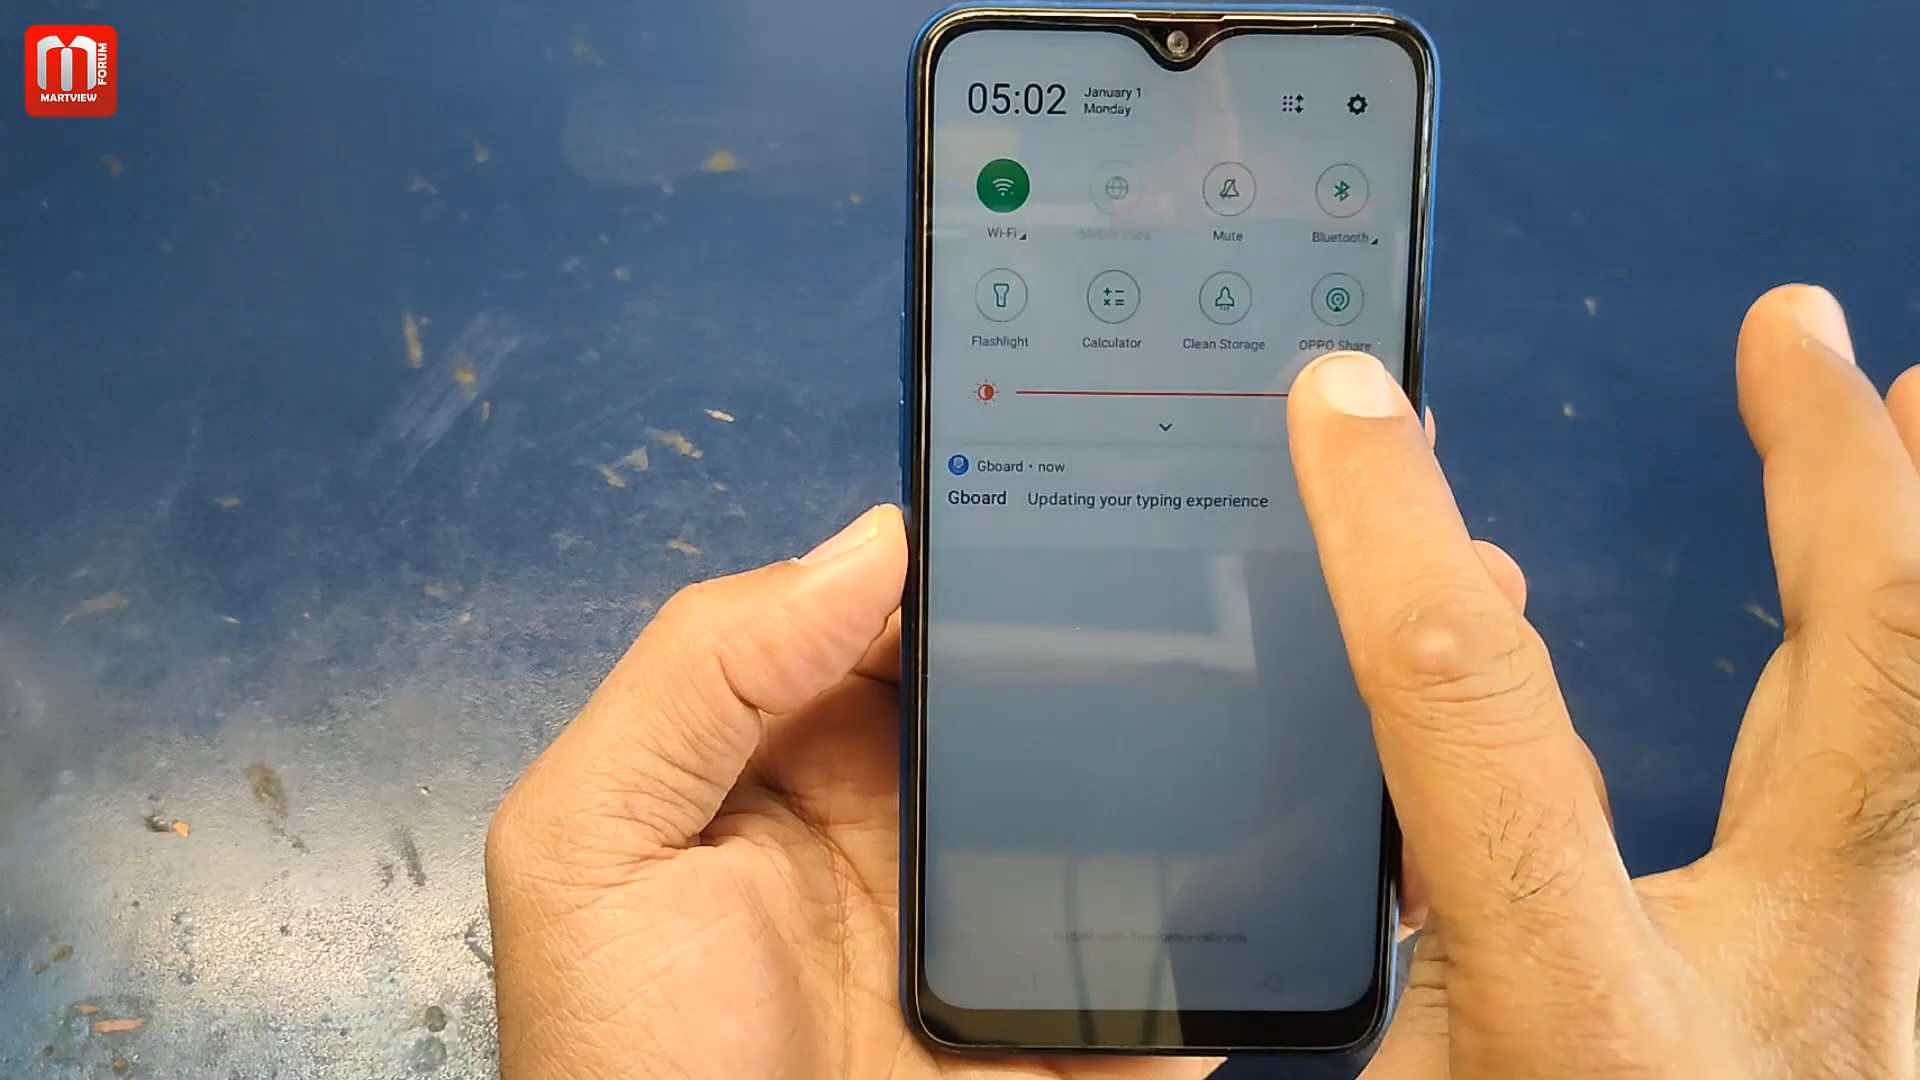 FORUM
MARTVIEW
05:02
January 1
Monday
Wi-Fi
Mute
Bluetooth
Flashlight
Calculator
Clean Storage
OPPO Share
Gboard • now
Gboard Updating your typing experience